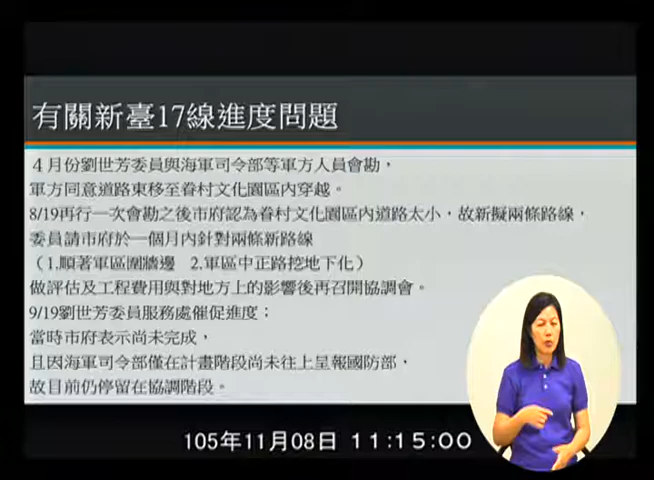 有關新臺17線進度問題
４月份劉世芳委員與海軍司令部等軍方人員會勘，
軍方同意道路東移至眷村文化園區內穿越。
8/19再行一次會勘之後市府認為眷村文化園區內道路太小，故新擬兩條路線，
委員請市府於一個月內針對兩條新路線
（1.順著軍區圍牆邊　2.軍區中正路挖地下化）
做評估及工程費用與對地方上的影響後再召開協調會。
9/19劉世芳委員服務處催促進度；
當時市府表示尚未完成，
且因海軍司令部僅在計畫階段尚未往上呈報國防部，
故目前仍停留在協調階段。
105年11月08日 11:15:00